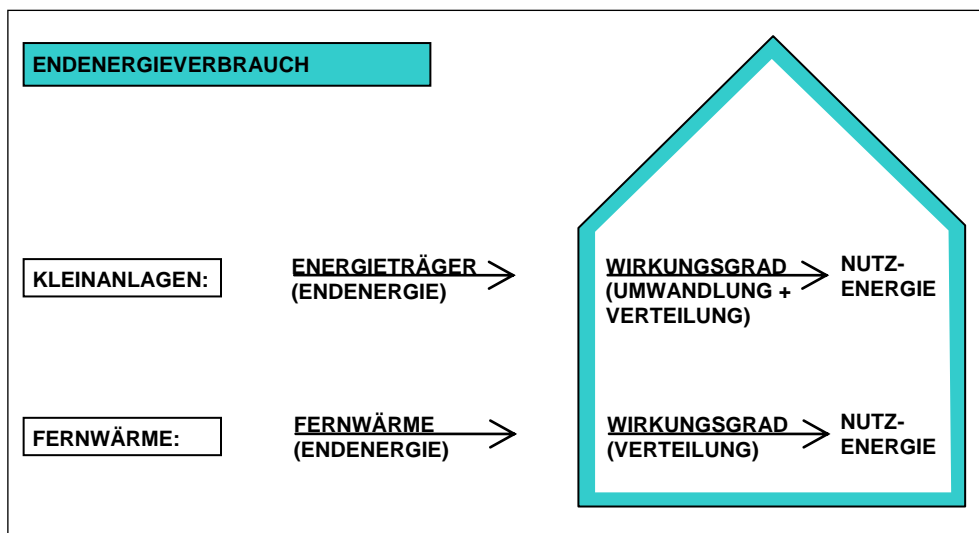 ENDENERGIEVERBRAUCH
KLEINANLAGEN:
ENERGIETRÄGER
(ENDENERGIE)
WIRKUNGSGRAD
(UMWANDLUNG +
VERTEILUNG)
NUTZ-
ENERGIE
FERNWÄRME:
FERNWÄRME
(ENDENERGIE)
WIRKUNGSGRAD
(VERTEILUNG)
NUTZ-
ENERGIE